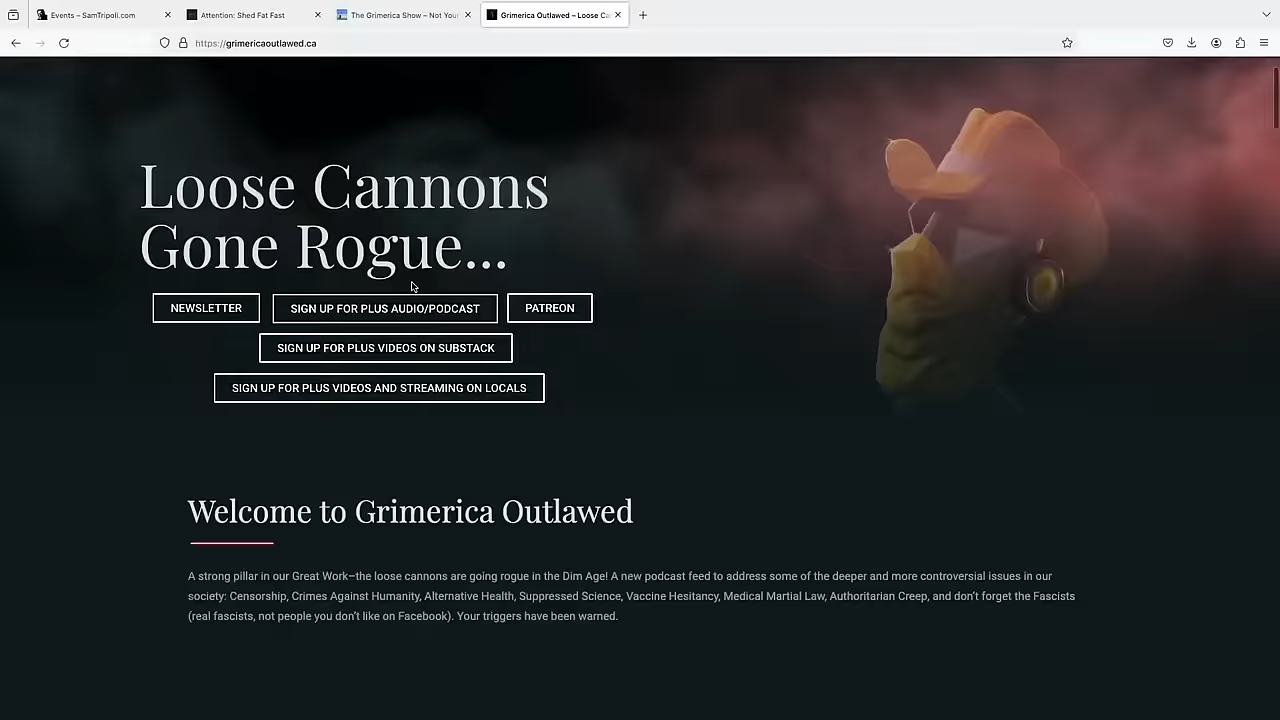 Events – SamTripoli.com
Attention: Shed Fat Fast
The Grimerica Show – Not You
Grimerica Outlawed – Loose Ca
https://grimericaoutlawed.ca
Loose Cannons
Gone Rogue...
NEWSLETTER
SIGN UP FOR PLUS AUDIO/PODCAST
PATREON
SIGN UP FOR PLUS VIDEOS ON SUBSTACK
SIGN UP FOR PLUS VIDEOS AND STREAMING ON LOCALS
Welcome to Grimerica Outlawed
A strong pillar in our Great Work–the loose cannons are going rogue in the Dim Age! A new podcast feed to address some of the deeper and more controversial issues in our
society: Censorship, Crimes Against Humanity, Alternative Health, Suppressed Science, Vaccine Hesitancy, Medical Martial Law, Authoritarian Creep, and don't forget the Fascists
(real fascists, not people you don't like on Facebook). Your triggers have been warned.